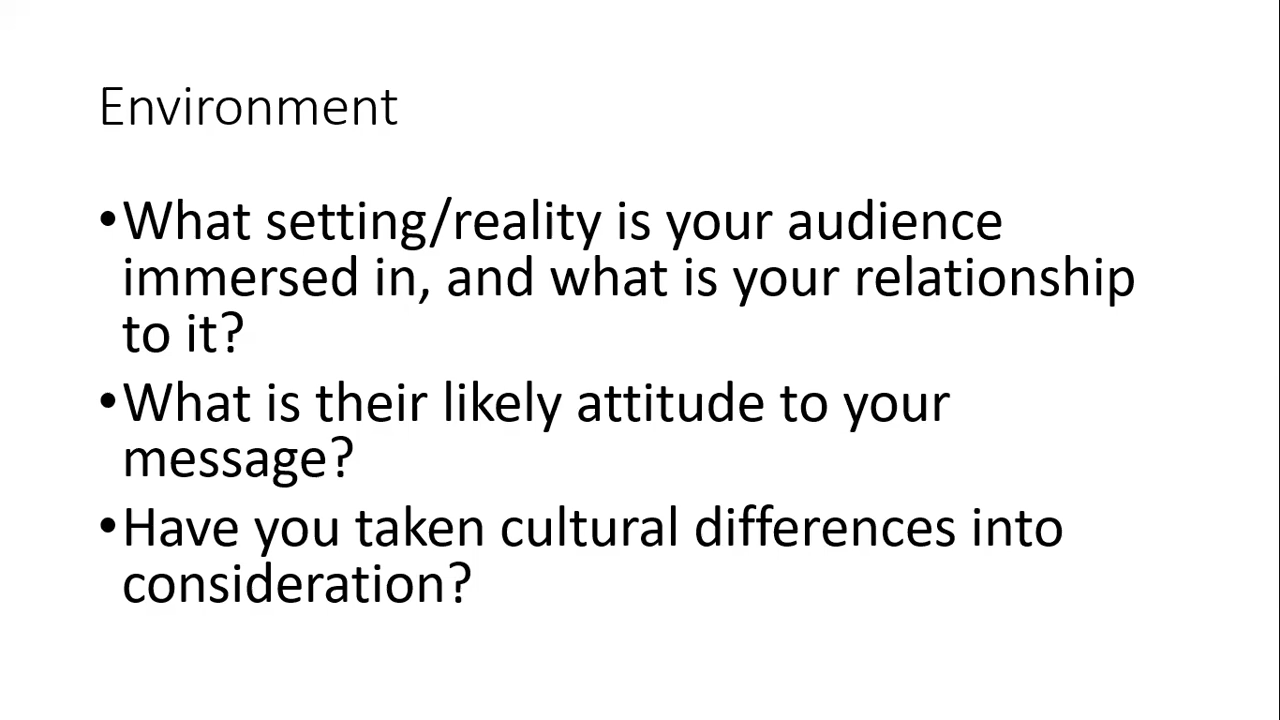 Environment
•What setting/reality is your audience
immersed in, and what is your relationship
to it?
•What is their likely attitude to your
message?
•Have you taken cultural differences into
consideration?